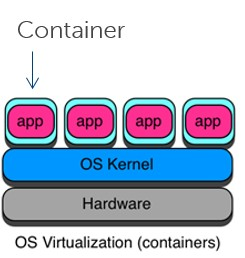 Container
app app app app
OS Kernel
Hardware
OS Virtualization (containers)